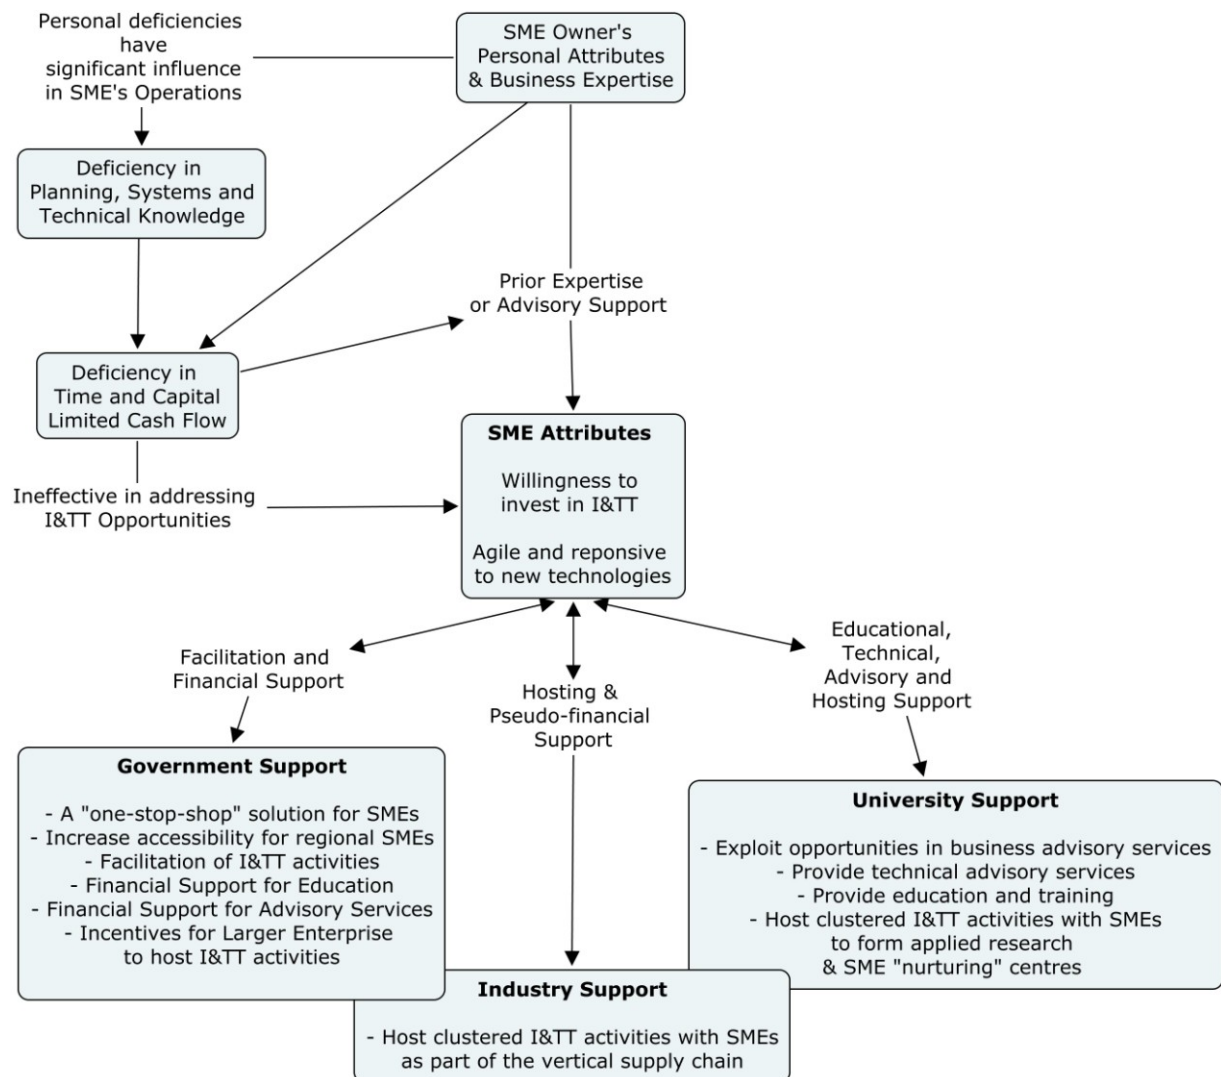 Personal deficiencies
have
significant influence
in SME's Operations
SME Owner's
Personal Attributes
& Business Expertise
Deficiency in
Planning, Systems and
Technical Knowledge
Prior Expertise
or Advisory Support
Deficiency in
Time and Capital
Limited Cash Flow
SME Attributes
Willingness to
invest in I&TT
Agile and reponsive
to new technologies
Ineffective in addressing
I&TT Opportunities
Facilitation and
Financial Support
Hosting &
Pseudo-financial
Support
Educational,
Technical,
Advisory and
Hosting Support
Government Support
- A "one-stop-shop" solution for SMEs
- Increase accessibility for regional SMEs
- Facilitation of I&TT activities
- Financial Support for Education
- Financial Support for Advisory Services
- Incentives for Larger Enterprise
to host I&TT activities
University Support
- Exploit opportunities in business advisory services
- Provide technical advisory services
- Provide education and training
- Host clustered I&TT activities with SMEs
to form applied research
& SME "nurturing" centres
Industry Support
- Host clustered I&TT activities with SMEs
as part of the vertical supply chain